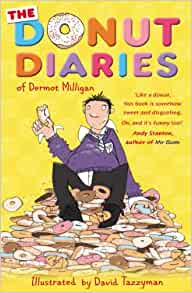 THE
DONUT
DIARIES
of Dermot Milligan
'Like a donut,
this book is somehow
sweet and disgusting.
Oh, and it's funny too!'
Andy Stanton,
author of Mr Gum
Illustrated by David Tazzyman